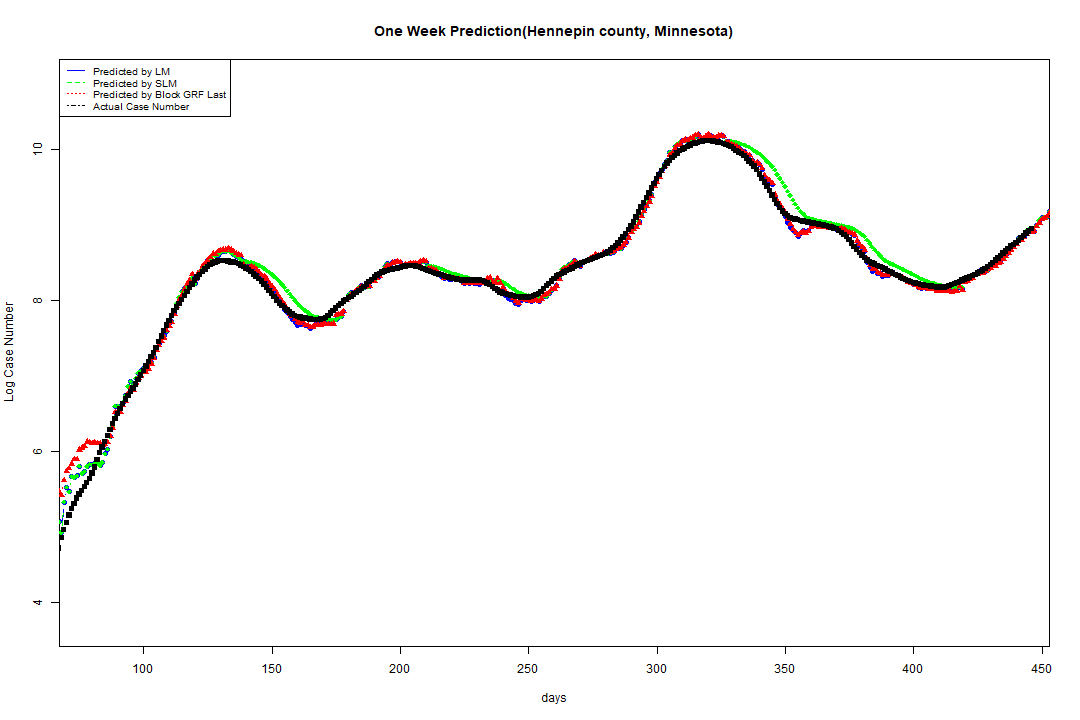 One Week Prediction(Hennepin county, Minnesota)
Predicted by LM
Predicted by SLM
Predicted by Block GRF Last
Actual Case Number
10
8
6
4
Log Case Number
100 150 200 250 300 350 400 450
days